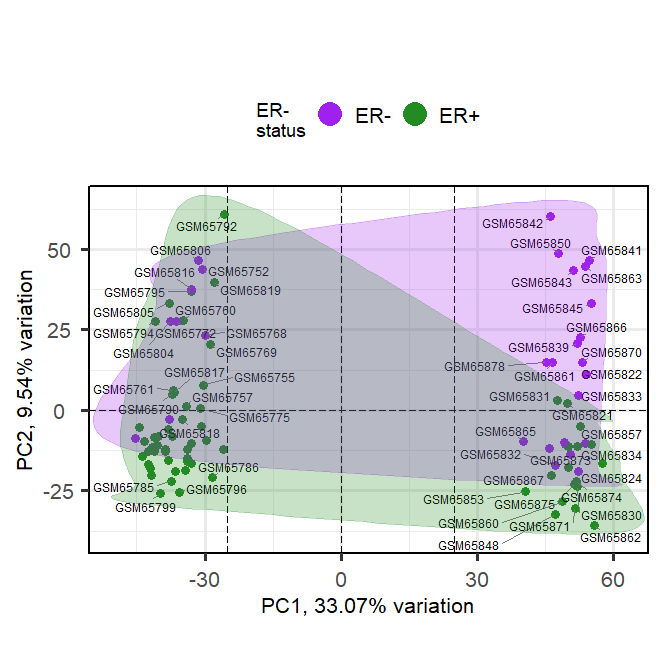 ER-
status
ER-
ER+
GSM65792
GSM65842
GSM65806
GSM65850
GSM65841
GSM65816
GSM65752
GSM65863
GSM65795
GSM65819
GSM65843
GSM65805
GSM65760
GSM65845
GSM65794
GSM65772
GSM65768
GSM65866
GSM65804
GSM65769
GSM65839
GSM65870
GSM65817
GSM65878
GSM65861
GSM65822
GSM65761
GSM65755
GSM65831
GSM65833
GSM65790
GSM65757
GSM65775
GSM65821
GSM65818
GSM65865
GSM65857
GSM65832
GSM65873
GSM65834
GSM65786
GSM65867
GSM65824
GSM65785
GSM65796
GSM65853
GSM65875
GSM65874
GSM65799
GSM65860
GSM65871
GSM65830
GSM65848
GSM65862
50
25
0
-25
-30
0
30
60
PC1, 33.07% variation
PC2, 9.54% variation